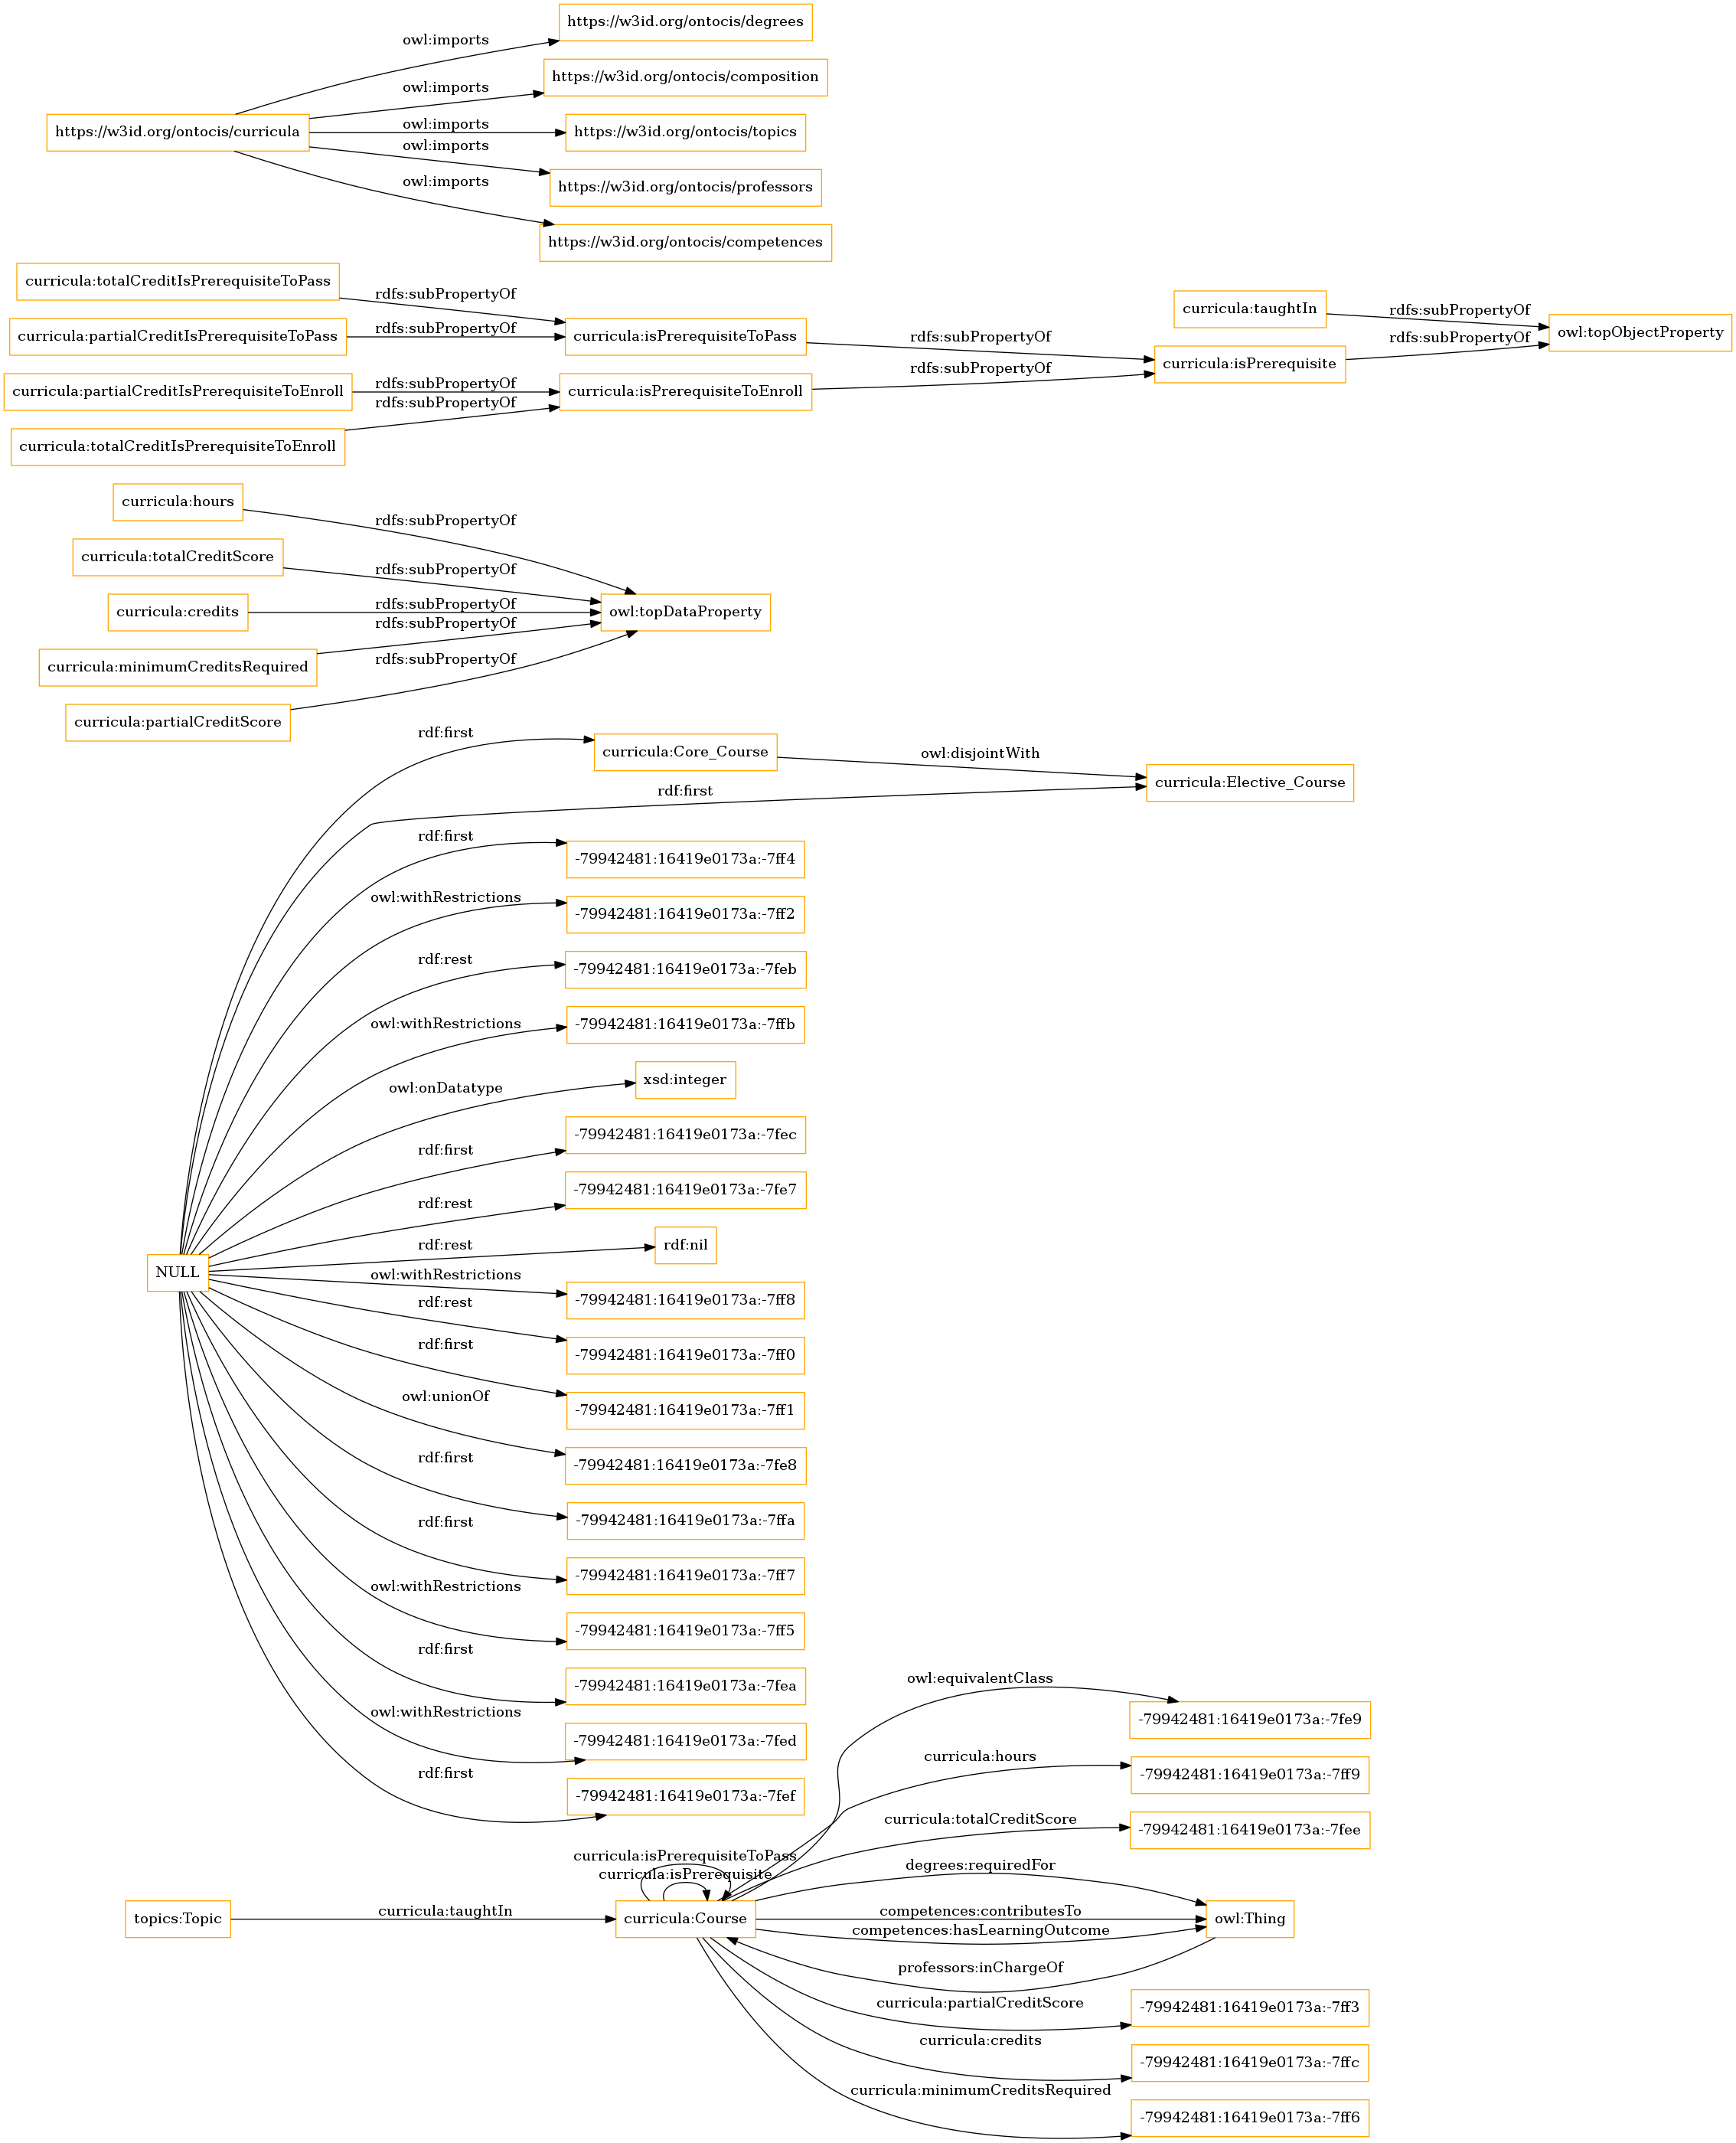 https://w3id.org/ontocis/degrees
owl:imports
https://w3id.org/ontocis/composition
owl:imports
https://w3id.org/ontocis/curricula
owl:imports
https://w3id.org/ontocis/topics
owl:imports
https://w3id.org/ontocis/professors
owl:imports
https://w3id.org/ontocis/competences
curricula:totalCreditIsPrerequisiteToPass
rdfs:subPropertyOf
curricula:partialCreditIsPrerequisiteToPass
rdfs:subPropertyOf
curricula:isPrerequisiteToPass
rdfs:subPropertyOf
curricula:taughtIn
rdfs:subPropertyOf
owl:topObjectProperty
curricula:isPrerequisite
rdfs:subPropertyOf
curricula:partialCreditIsPrerequisiteToEnroll
rdfs:subPropertyOf
curricula:isPrerequisiteToEnroll
rdfs:subPropertyOf
curricula:totalCreditIsPrerequisiteToEnroll
rdfs:subPropertyOf
curricula:hours
rdfs:subPropertyOf
curricula:totalCreditScore
rdfs:subPropertyOf
curricula:credits
rdfs:subPropertyOf
owl:topDataProperty
curricula:minimumCreditsRequired
rdfs:subPropertyOf
curricula:partialCreditScore
rdfs:subPropertyOf
rdf:first
curricula:Core_Course
owl:disjointWith
curricula:Elective_Course
rdf:first
rdf:first
-79942481:16419e0173a:-7ff4
owl:withRestrictions
-79942481:16419e0173a:-7ff2
rdf:rest
-79942481:16419e0173a:-7feb
owl:withRestrictions
-79942481:16419e0173a:-7ffb
owl:onDatatype
xsd:integer
rdf:first
-79942481:16419e0173a:-7fec
rdf:rest
-79942481:16419e0173a:-7fe7
rdf:rest
rdf:nil
NULL
owl:withRestrictions
-79942481:16419e0173a:-7ff8
rdf:rest
-79942481:16419e0173a:-7ff0
rdf:first
-79942481:16419e0173a:-7ff1
owl:unionOf
-79942481:16419e0173a:-7fe8
rdf:first
-79942481:16419e0173a:-7ffa
rdf:first
-79942481:16419e0173a:-7ff7
owl:withRestrictions
-79942481:16419e0173a:-7ff5
rdf:first
-79942481:16419e0173a:-7fea
owl:withRestrictions
-79942481:16419e0173a:-7fed
rdf:first
-79942481:16419e0173a:-7fef
owl:equivalentClass
-79942481:16419e0173a:-7fe9
curricula:hours
-79942481:16419e0173a:-7ff9
curricula:totalCreditScore
-79942481:16419e0173a:-7fee
curricula:isPrerequisiteToPass
curricula:isPrerequisite
degrees:requiredFor
topics:Topic
curricula:taughtIn
curricula:Course
competences:contributesTo
owl:Thing
competences:hasLearningOutcome
professors:inChargeOf
curricula:partialCreditScore
-79942481:16419e0173a:-7ff3
curricula:credits
-79942481:16419e0173a:-7ffc
curricula:minimumCreditsRequired
-79942481:16419e0173a:-7ff6